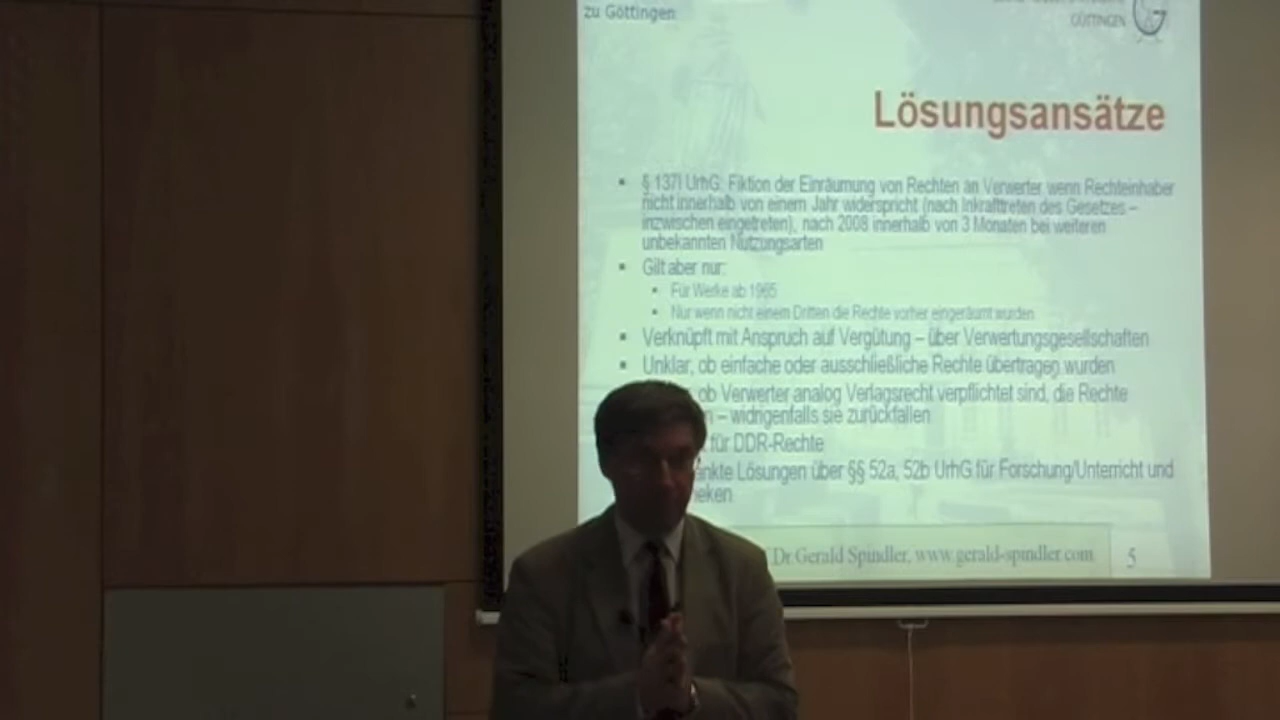 zu Göttingen
GÖTTINGEN
Lösungsansätze
§ 137l UrhG: Fiktion der Einräumung von Rechten an Verwerter wenn Rechteinhaber
nicht innerhalb von einem Jahr widerspricht (nach Inkrafttreten des Gesetzes –
inzwischen eingetreten), nach 2008 innerhalb von 3 Monaten bei weiteren
unbekannten Nutzungsarten
Gilt aber nur:
Für Werke ab 1965
Nur wenn nicht einem Dritten die Rechte vorher eingeräumt wurden
Verknüpft mit Anspruch auf Vergütung – über Verwertungsgesellschaften
Unklar, ob einfache oder ausschließliche Rechte übertragen wurden
ob Verwerter analog Verlagsrecht verpflichtet sind, die Rechte
– widrigenfalls sie zurückfallen
für DDR-Rechte
Lösungen über §§ 52a, 52b UrhG für Forschung/Unterricht und
Dr. Gerald Spindler, www.gerald-spindler.com
5